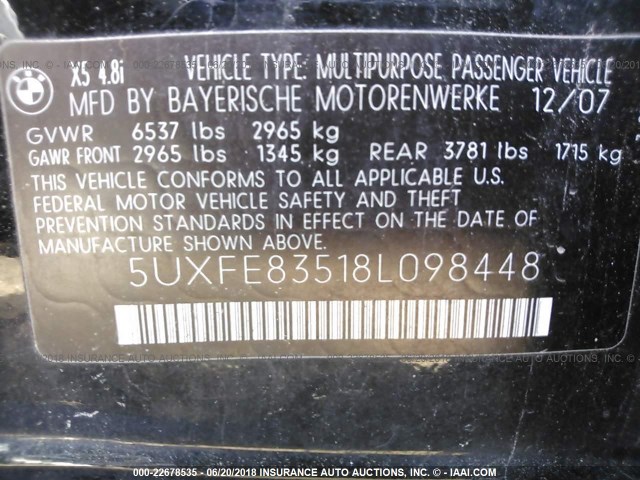 BMW
X5 4.8i VEHICLE TYPE: MULTIPURPOSE PASSENGER VEHICLE
MFD BY BAYERISCHE MOTORENWERKE 12/07
GVWR 6537 lbs 2965 kg
GAWR FRONT 2965 lbs 1345 kg REAR 3781 lbs 1715 kg
THIS VEHICLE CONFORMS TO ALL APPLICABLE U.S.
FEDERAL MOTOR VEHICLE SAFETY AND THEFT
PREVENTION STANDARDS IN EFFECT ON THE DATE OF
MANUFACTURE SHOWN ABOVE:
5UXFE83518L098448
000-22678535 - 06/20/2018 INSURANCE AUTO AUCTIONS, INC. - © IAAI.COM